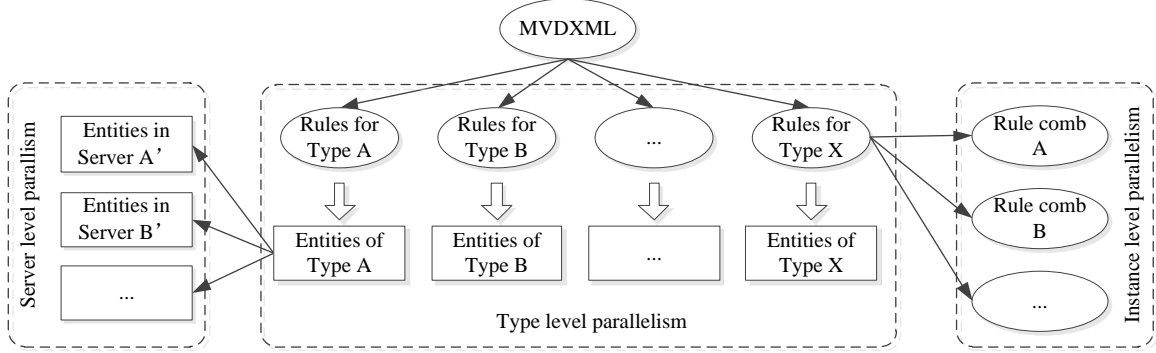 MVDXML
Server level parallism
Entities in
Server A’
Entities in
Server B’
...
Rules for
Type A
Rules for
Type B
...
Rules for
Type X
Entities of
Type A
Entities of
Type B
...
Entities of
Type X
Type level parallelism
Rule comb
A
Rule comb
B
...
Instance level parallelism